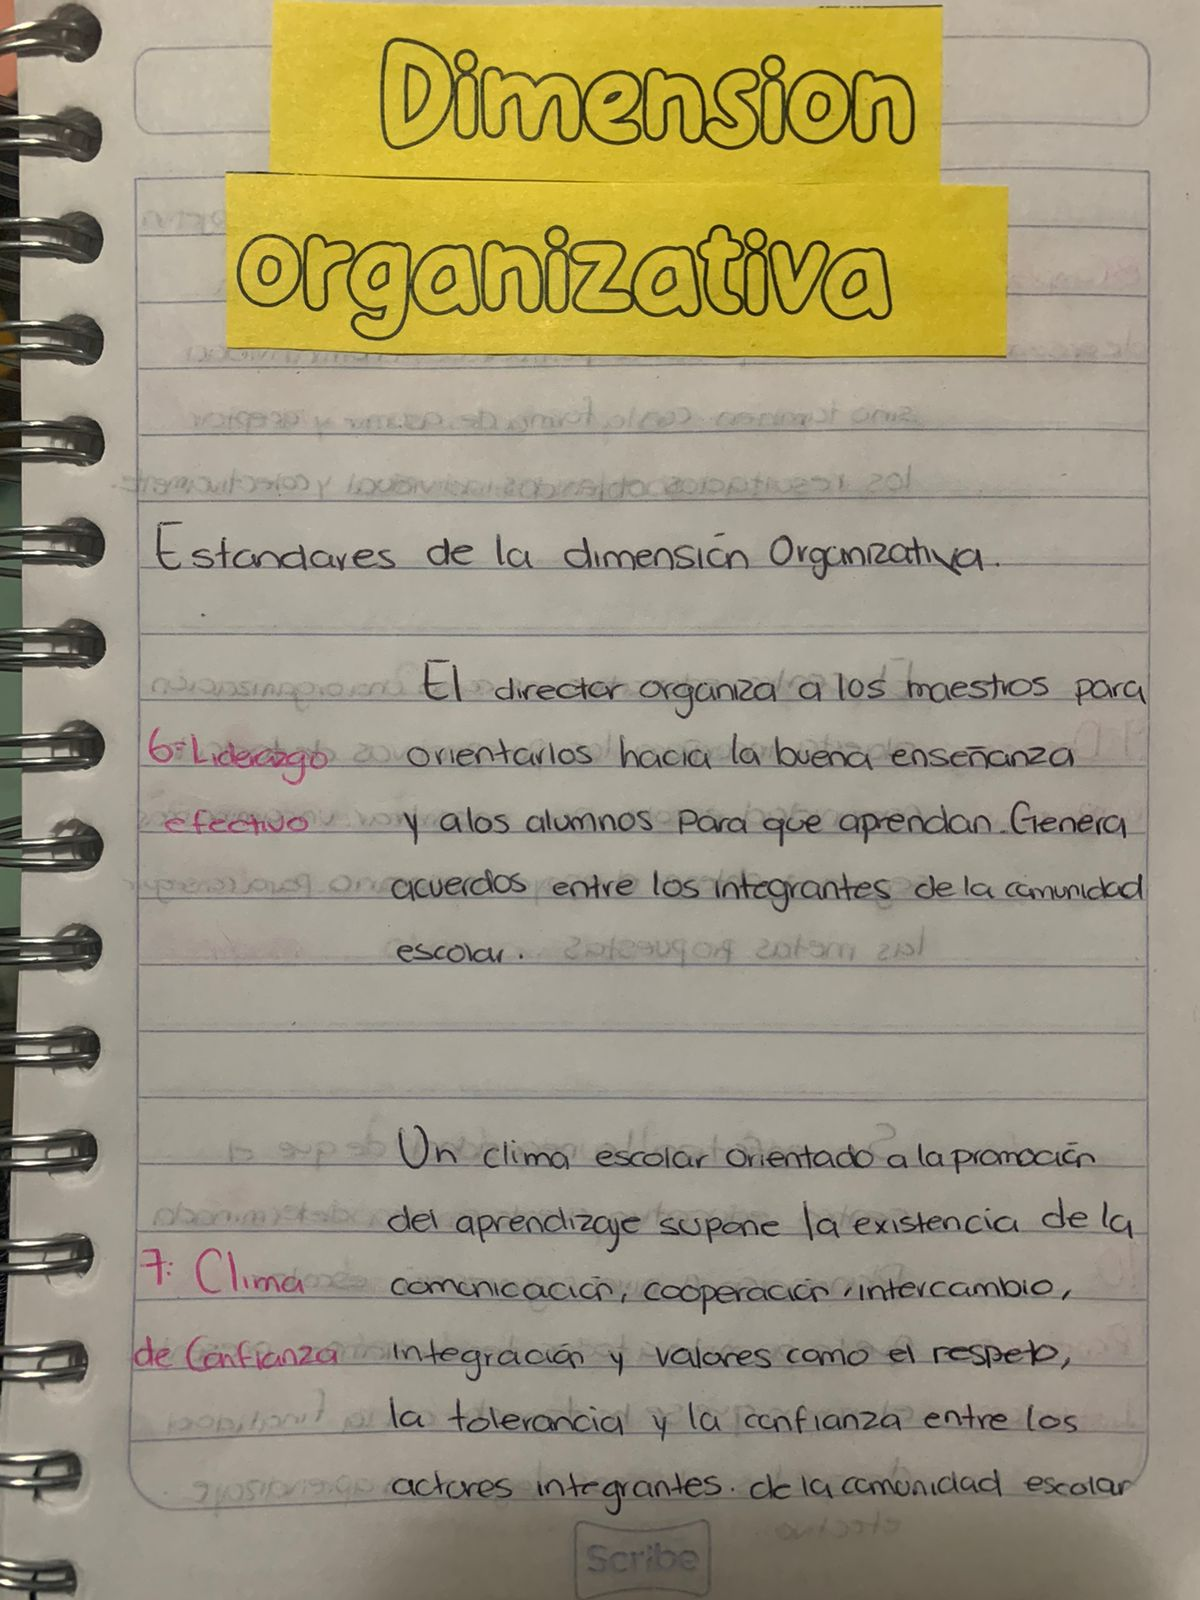 Dimension
organizativa
Estandares de la dimensión Organizativa.
El director organiza a los maestros para
6: Liderazgo orientarlos hacia la buena enseñanza
efectivo y a los alumnos para que aprendan. Genera
acuerdos entre los integrantes de la comunidad
escolar.
Un clima escolar orientado a la promoción
del aprendizaje supone la existencia de la
7: Clima comunicación, cooperación, intercambio,
de Confianza integración y valores como el respeto,
la tolerancia y la confianza entre los
actores integrantes. de la comunidad escolar
Scribe